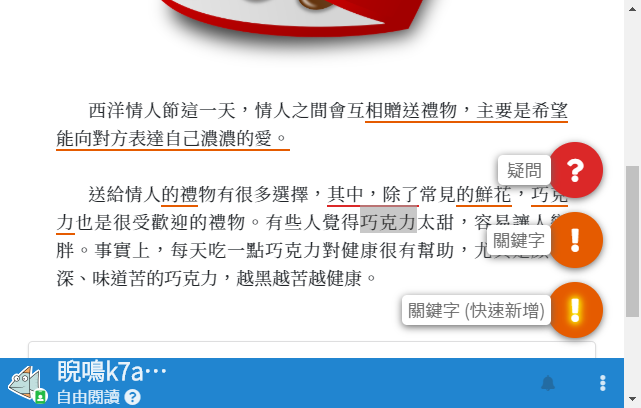 西洋情人節這一天，情人之間會互相贈送禮物，主要是希望
能向對方表達自己濃濃的愛。
送給情人的禮物有很多選擇，其中，除了常見的鮮花，巧克
力也是很受歡迎的禮物。有些人覺得巧克力太甜，容易讓人
胖。事實上，每天吃一點巧克力對健康很有幫助，尤
深、味道苦的巧克力，越黑越苦越健康。
疑問
?
關鍵字
!
關鍵字 (快速新增)
!
睨鳴k7a…
自由閱讀 ?